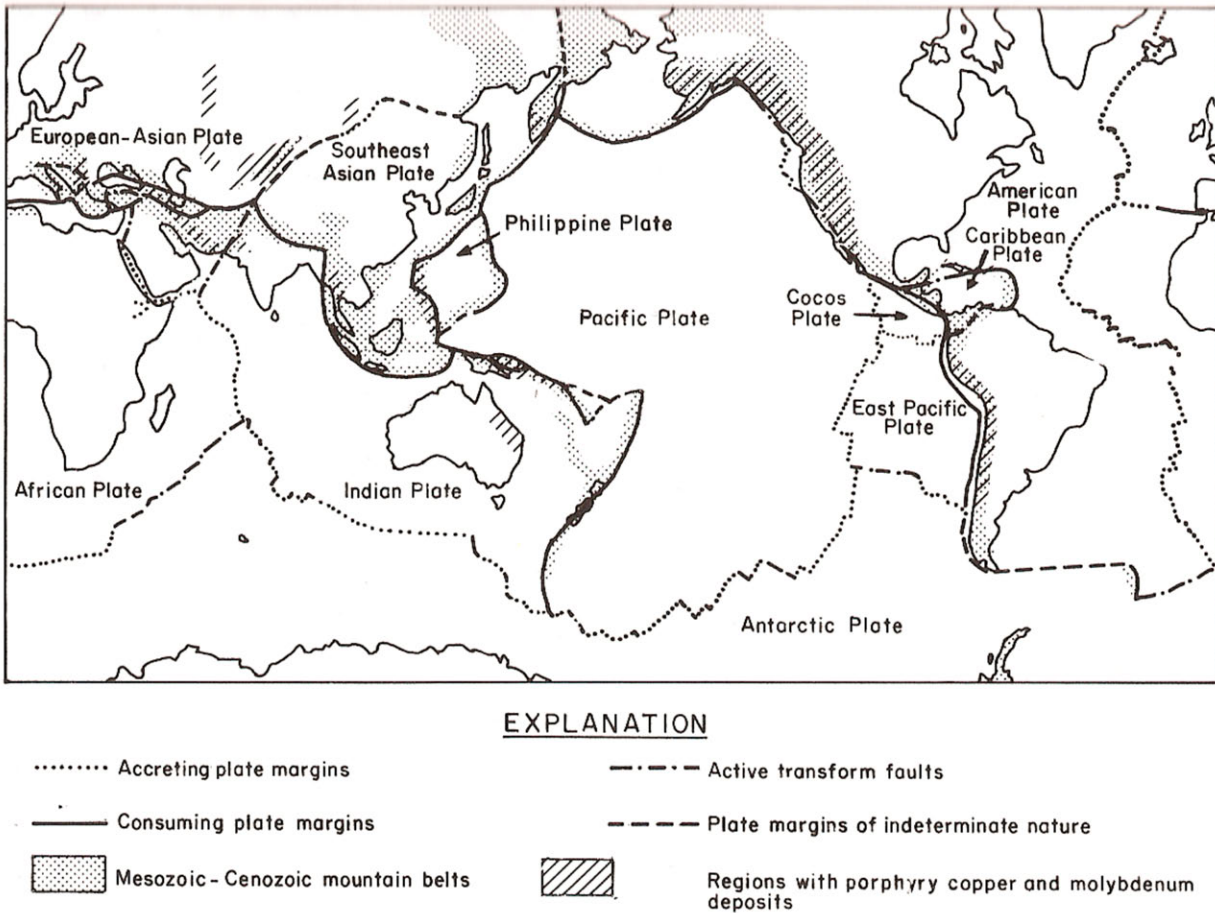 European-Asian Plate
Southeast
Asian Plate
Philippine Plate
American
Plate
Caribbean
Plate
Cocos
Plate
Pacific Plate
East Pacific
Plate
African Plate
Indian Plate
Antarctic Plate
EXPLANATION
Accreting plate margins
Active transform faults
Consuming plate margins
Plate margins of indeterminate nature
Mesozoic-Cenozoic mountain belts
Regions with porphyry copper and molybdenum
deposits